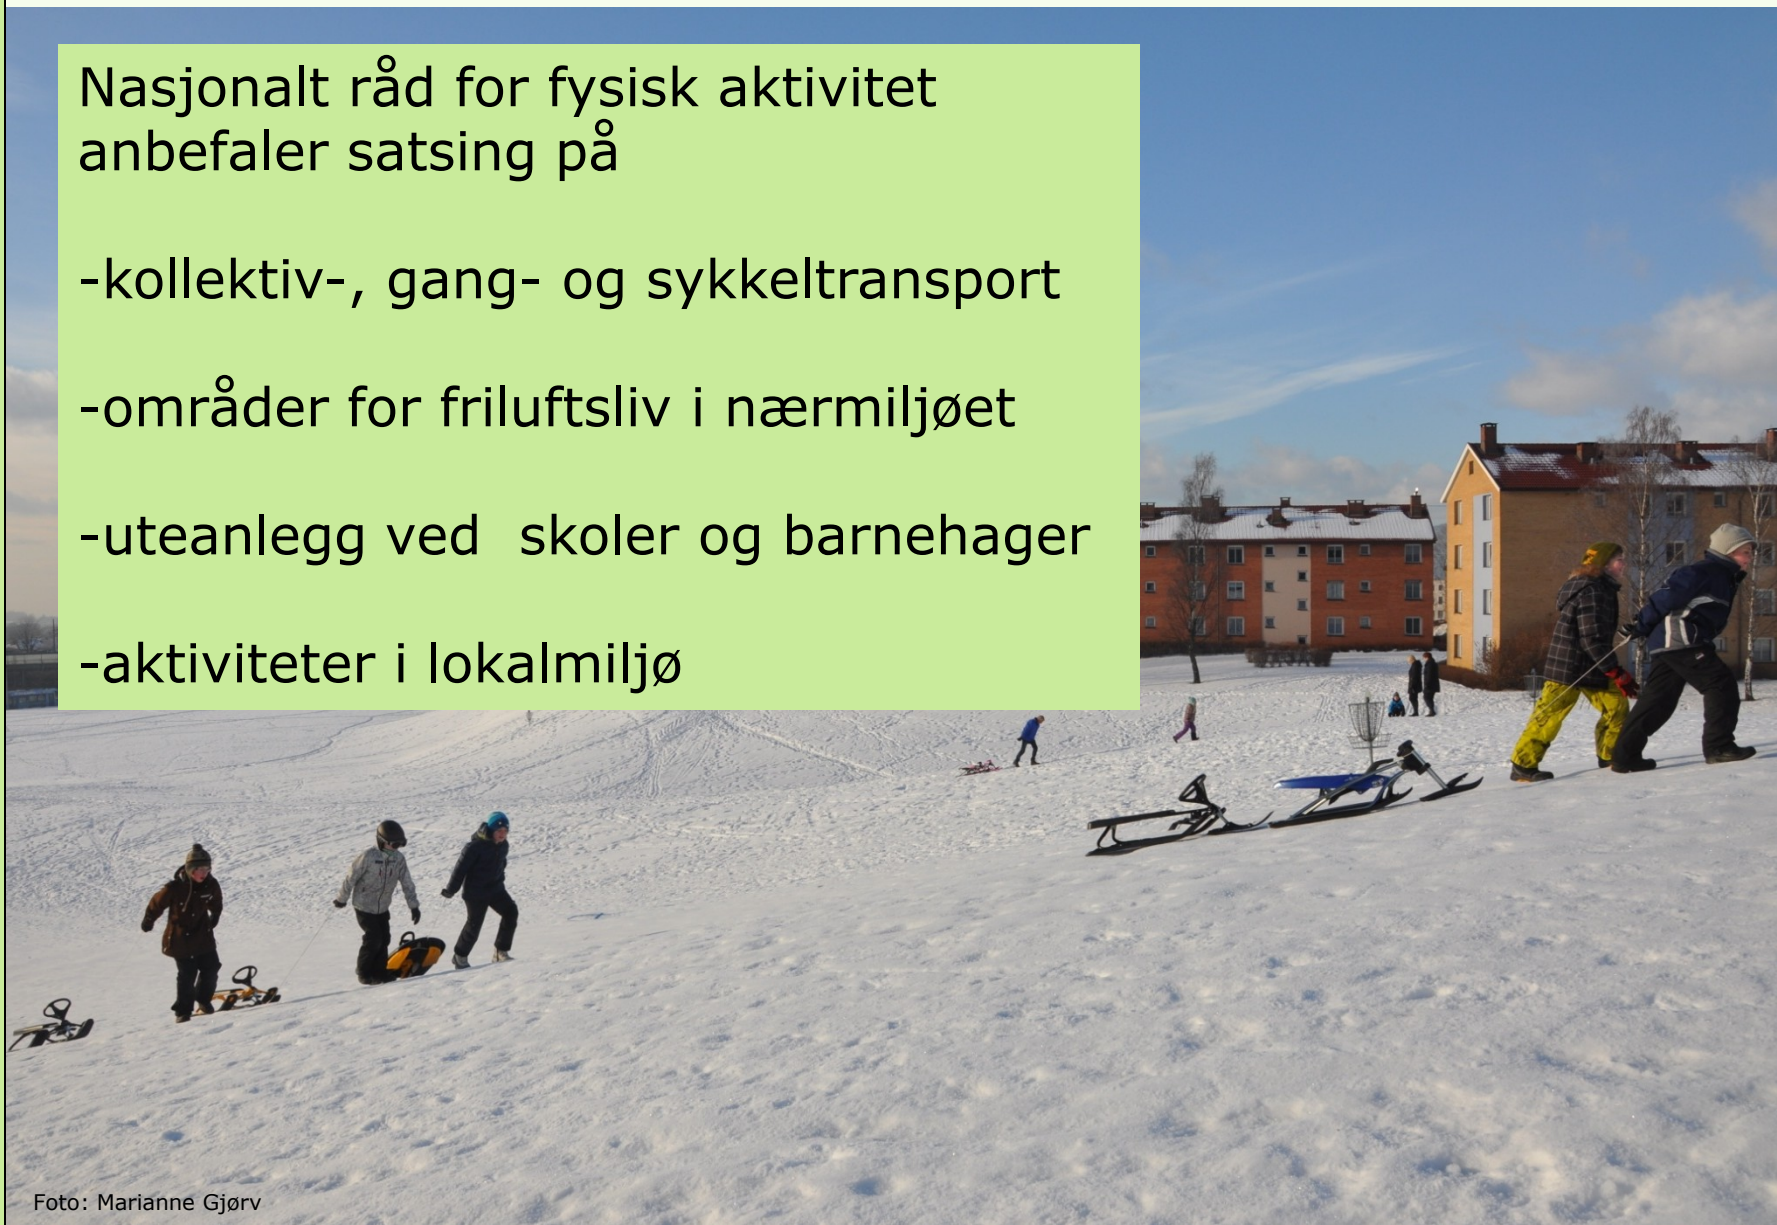 Nasjonalt råd for fysisk aktivitet
anbefaler satsing på
-kollektiv-, gang- og sykkeltransport
-områder for friluftsliv i nærmiljøet
-uteanlegg ved  skoler og barnehager
-aktiviteter i lokalmiljø
Foto: Marianne Gjørv